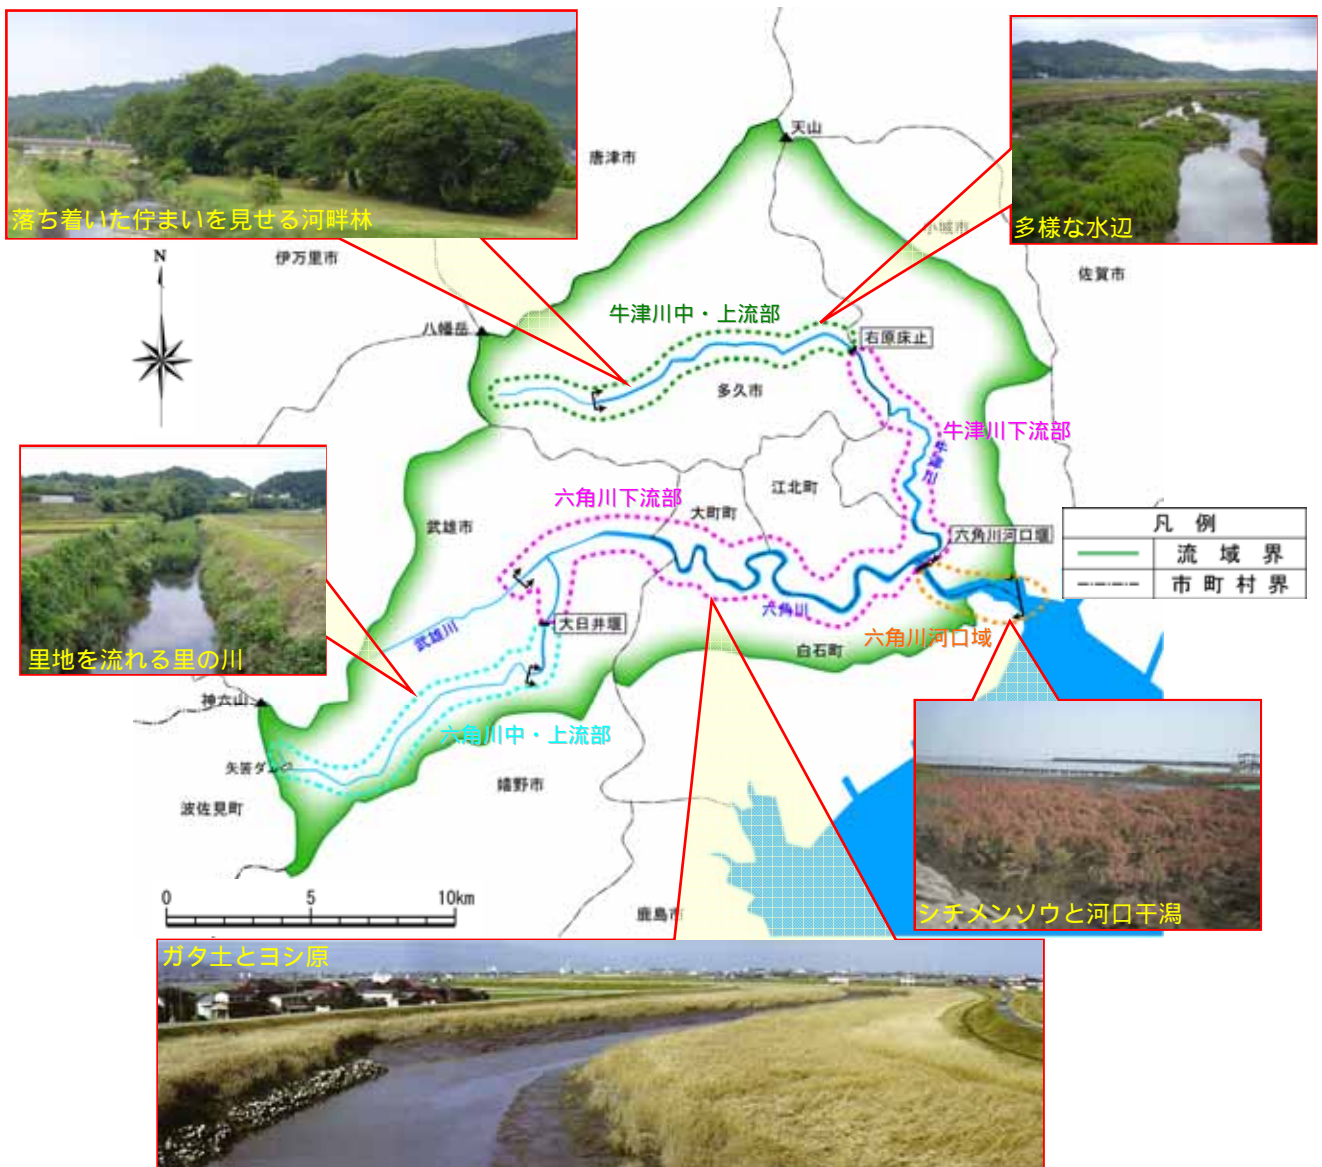 落ち着いた佇まいを見せる河畔林
多様な水辺
天山
唐津市
小城市
佐賀市
伊万里市
N
八幡岳
牛津川中・上流部
右原床止
多久市
牛津川下流部
牛津川
江北町
六角川下流部
大町町
武雄市
六角川河口堰
凡 例
流 域 界
市 町 村 界
六角川
大日井堰
武雄川
六角川河口域
白石町
里地を流れる里の川
神六山
六角川中・上流部
矢筈ダム
嬉野市
波佐見町
0 5 10km
鹿島市
シチメンソウと河口干潟
ガタ土とヨシ原